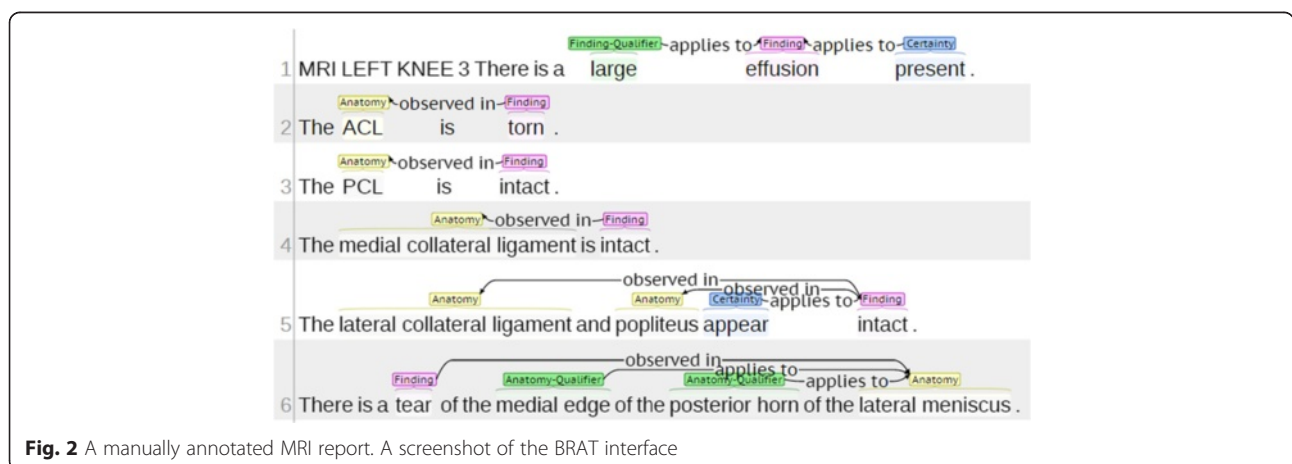 Finding-Qualifier applies to Finding applies to Certainty
1 MRI LEFT KNEE 3 There is a large effusion present .
Anatomy observed in Finding
2 The ACL is torn .
Anatomy observed in Finding
3 The PCL is intact .
Anatomy observed in Finding
4 The medial collateral ligament is intact .
observed in
observed in
Anatomy Anatomy Certainty applies to Finding
5 The lateral collateral ligament and popliteus appear intact .
observed in
applies to
Finding Anatomy-Qualifier Anatomy-Qualifier applies to Anatomy
6 There is a tear of the medial edge of the posterior horn of the lateral meniscus .
Fig. 2 A manually annotated MRI report. A screenshot of the BRAT interface